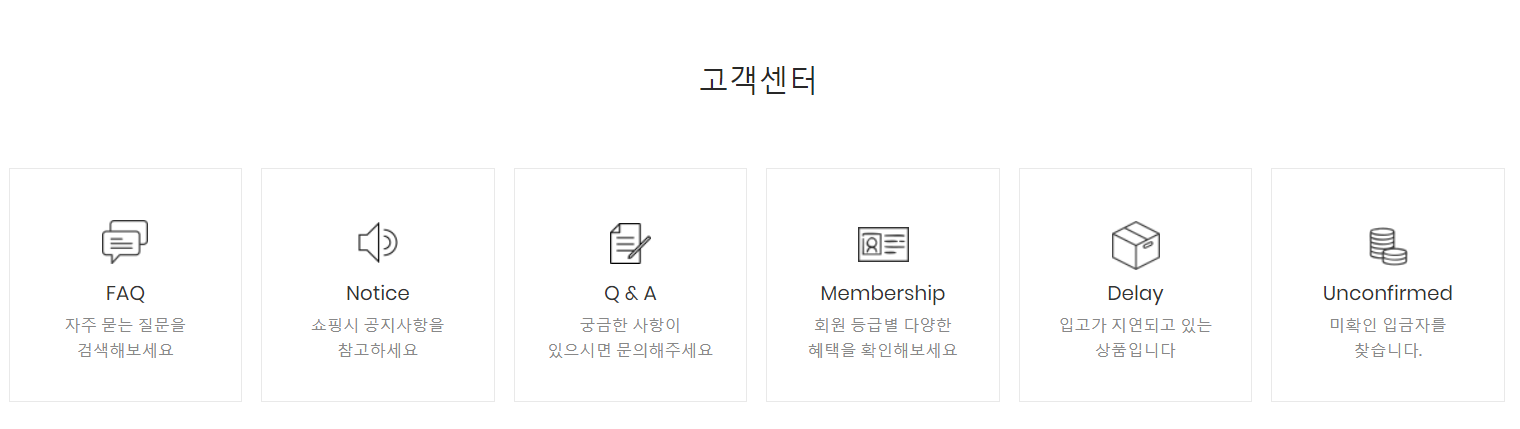 고객센터
FAQ
자주 묻는 질문을
검색해보세요
Notice
쇼핑시 공지사항을
참고하세요
Q & A
궁금한 사항이
있으시면 문의해주세요
Membership
회원 등급별 다양한
혜택을 확인해보세요
Delay
입고가 지연되고 있는
상품입니다
Unconfirmed
미확인 입금자를
찾습니다.